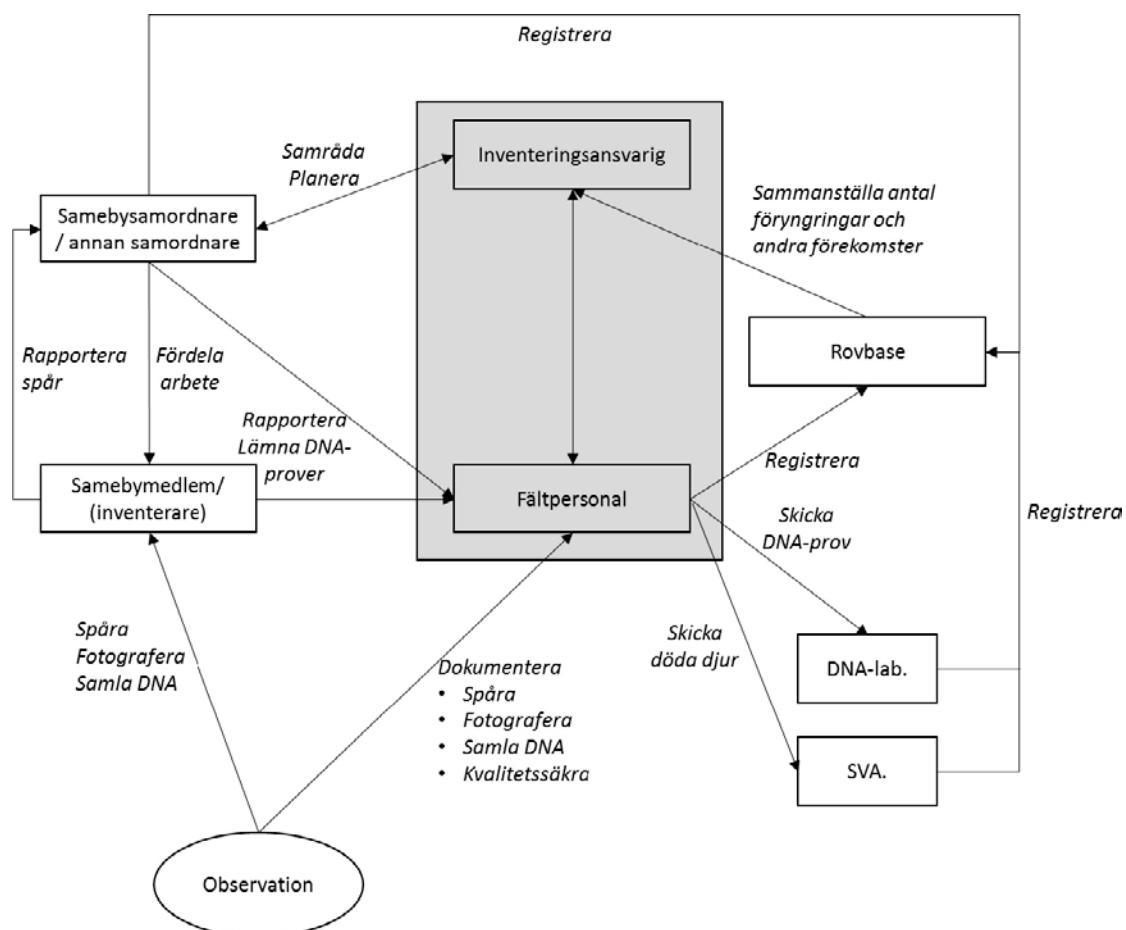 Registrera
Samråda
Planera
Inventeringsansvarig
Sammanställa antal
föryngringar och
andra förekomster
Samebysamordnare
/ annan samordnare
Rapportera
spår
Fördela
arbete
Rovbase
Rapportera
Lämna DNA-
prover
Registrera
Samebymedlem/
(inventerare)
Fältpersonal
Skicka
DNA-prov
Registrera
Spåra
Fotografera
Samla DNA
Skicka
döda djur
Dokumentera
• Spåra
• Fotografera
• Samla DNA
• Kvalitetssäkra
DNA-lab.
SVA.
Observation